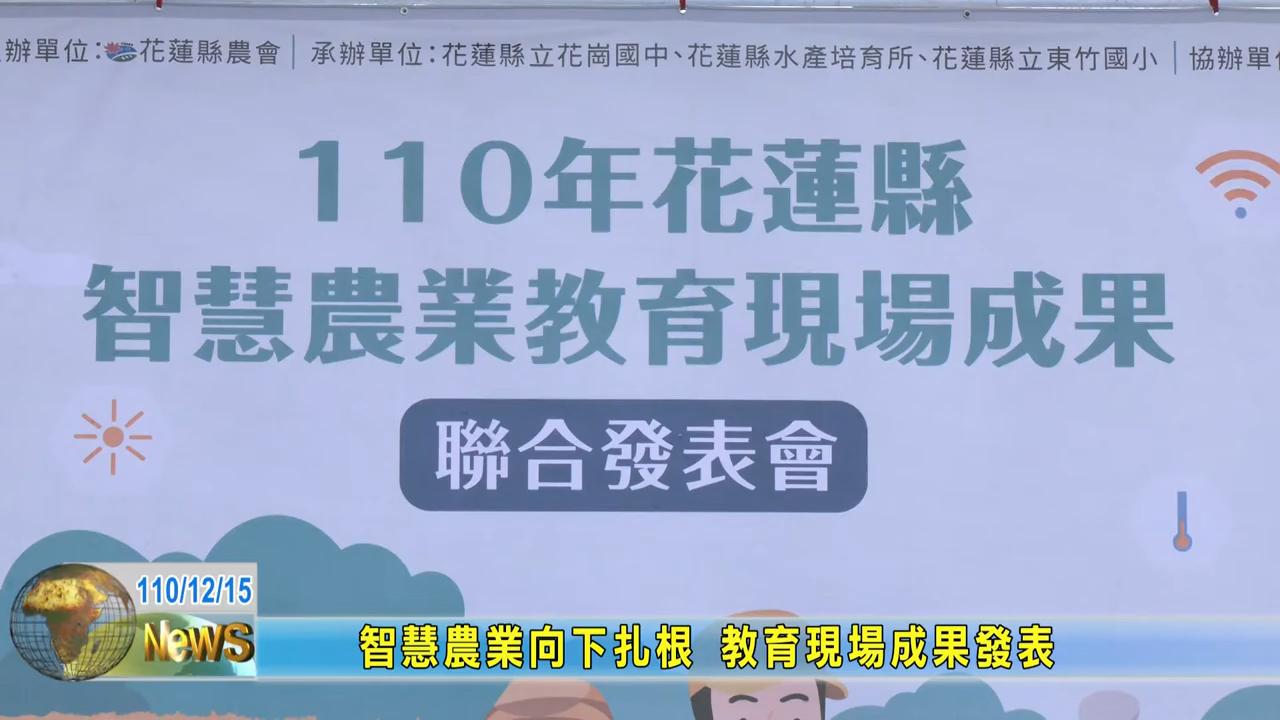 辦單位：花蓮縣農會│承辦單位：花蓮縣立花崗國中、花蓮縣水產培育所、花蓮縣立東竹國小│協辦單位
110年花蓮縣
智慧農業教育現場成果
聯合發表會
110/12/15
News
智慧農業向下扎根 教育現場成果發表